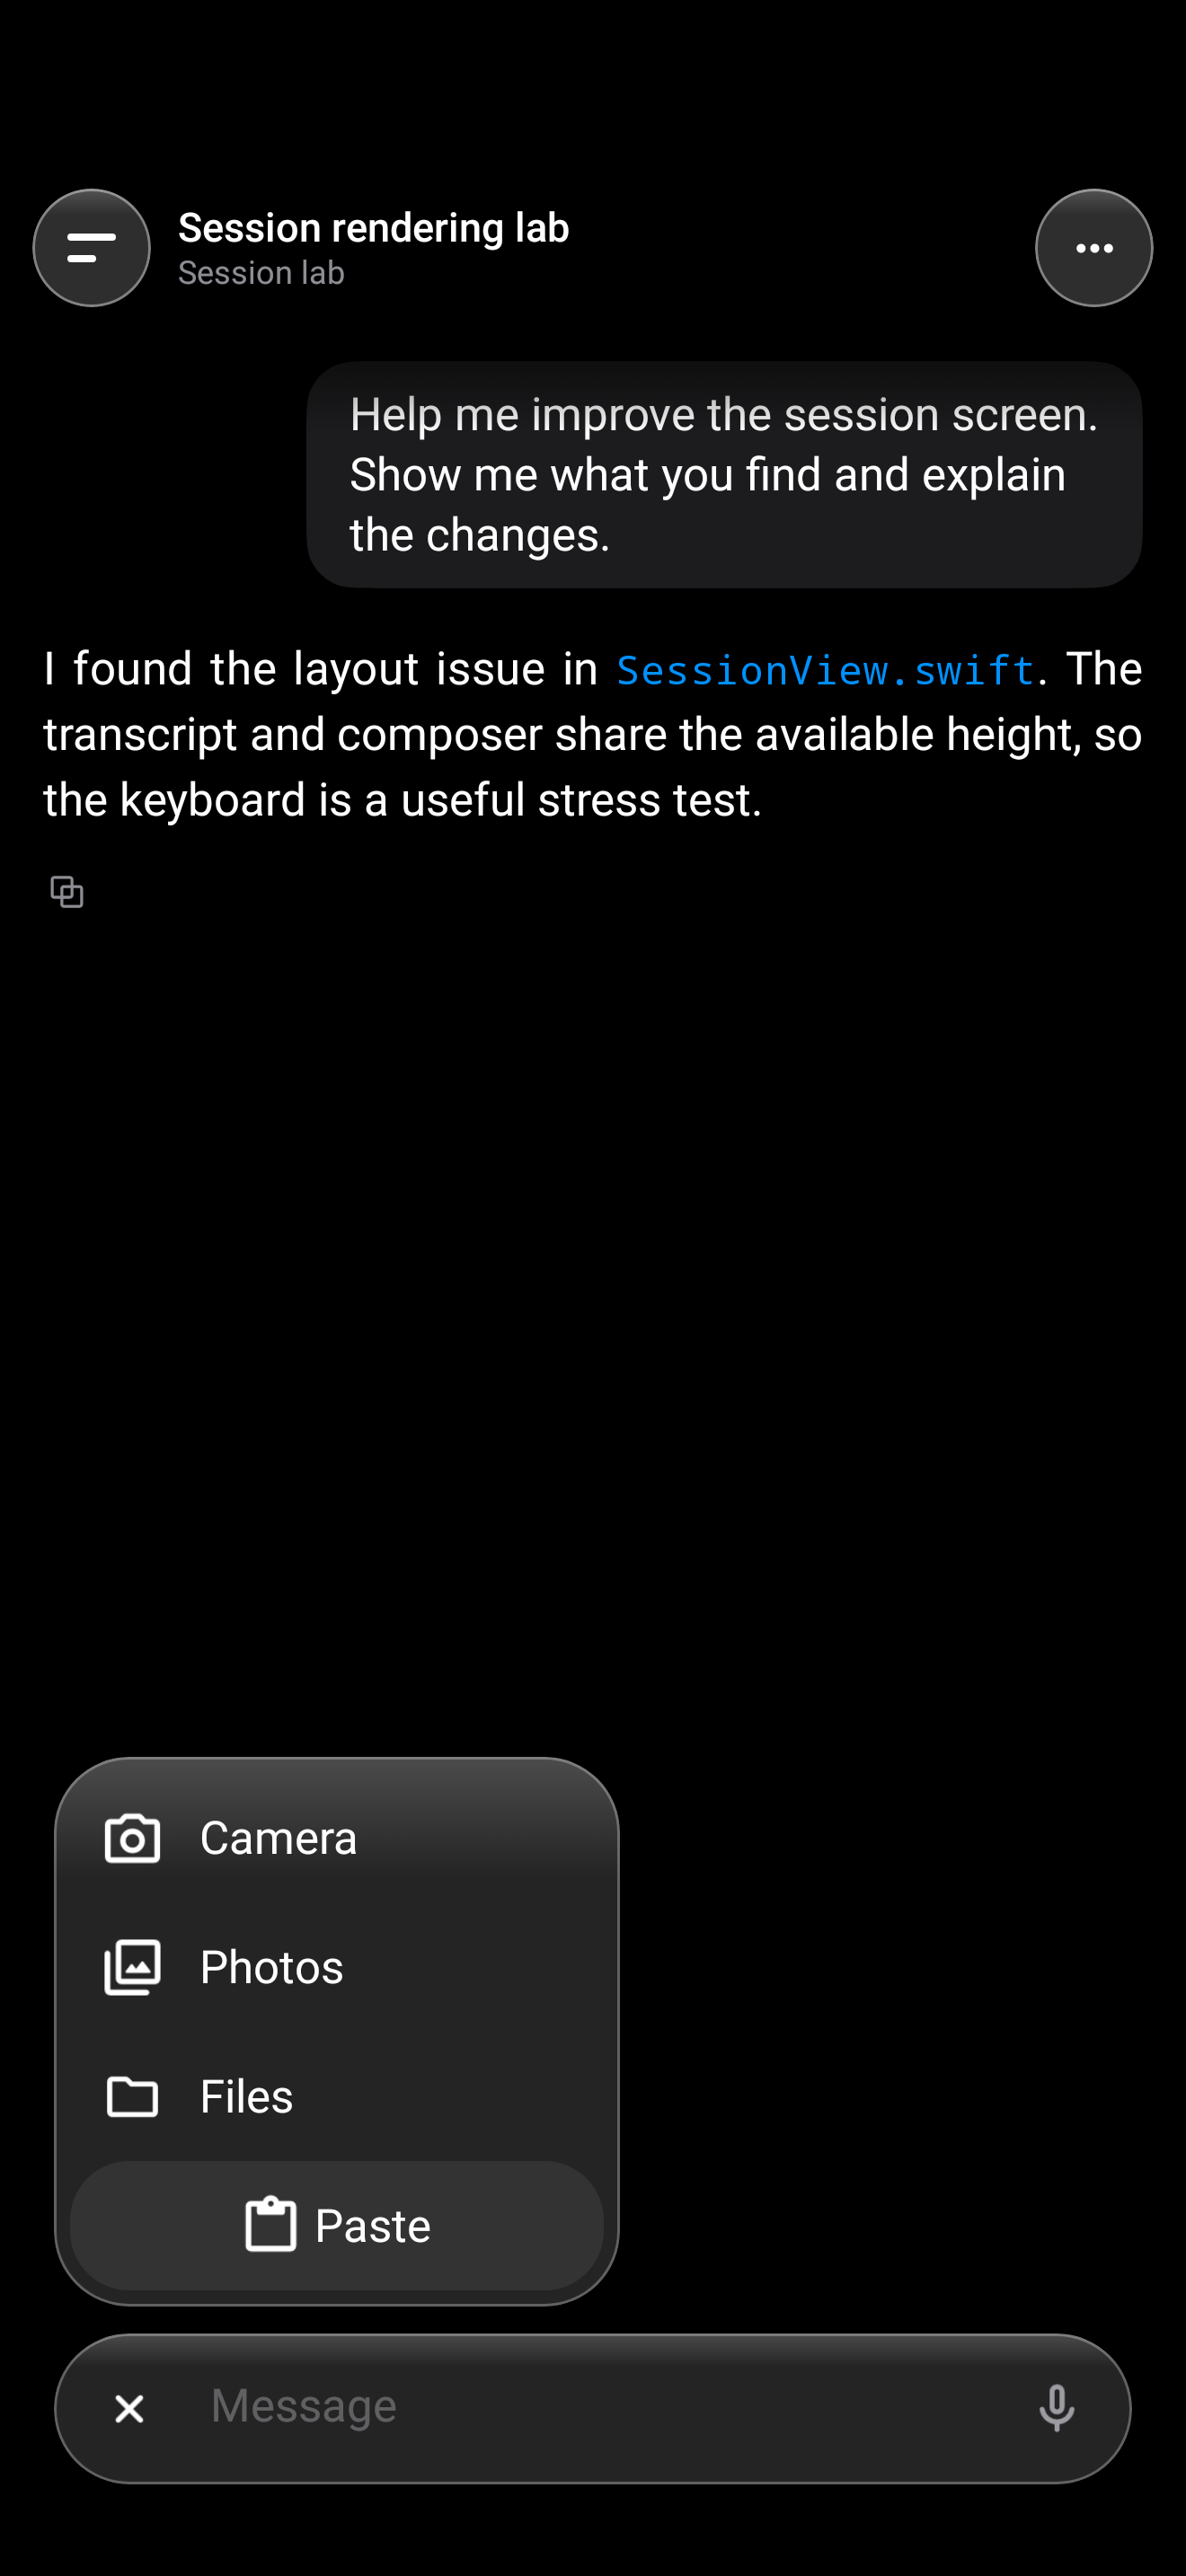 Session rendering lab
Session lab
Help me improve the session screen.
Show me what you find and explain
the changes.
I found the layout issue in SessionView.swift. The
transcript and composer share the available height, so
the keyboard is a useful stress test.
Camera
Photos
Files
Paste
Message